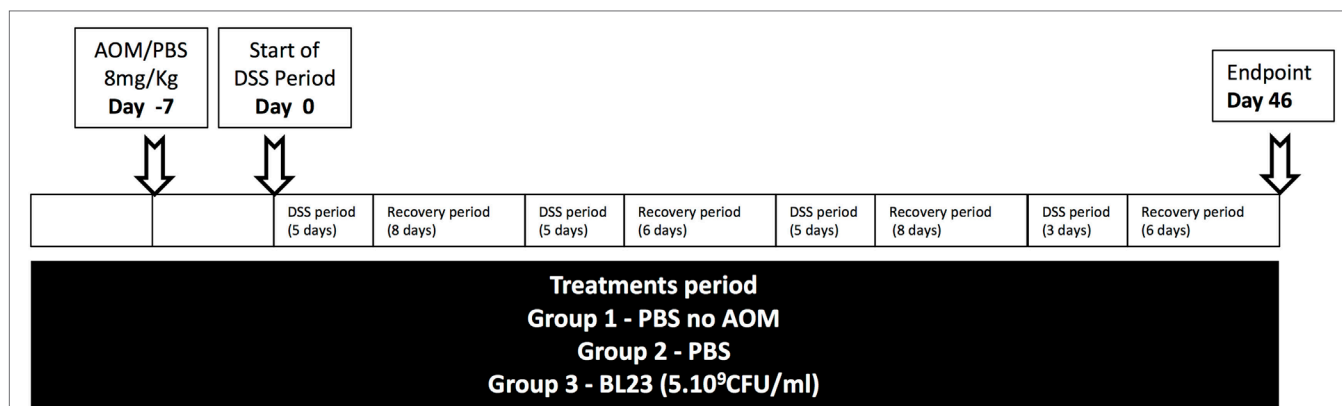 AOM/PBS
8mg/Kg
Day -7
Start of
DSS Period
Day 0
Endpoint
Day 46
DSS period
(5 days)
Recovery period
(8 days)
DSS period
(5 days)
Recovery period
(6 days)
DSS period
(5 days)
Recovery period
(8 days)
DSS period
(3 days)
Recovery period
(6 days)
Treatments period
Group 1 - PBS no AOM
Group 2 - PBS
Group 3 - BL23 (5.10⁹CFU/ml)